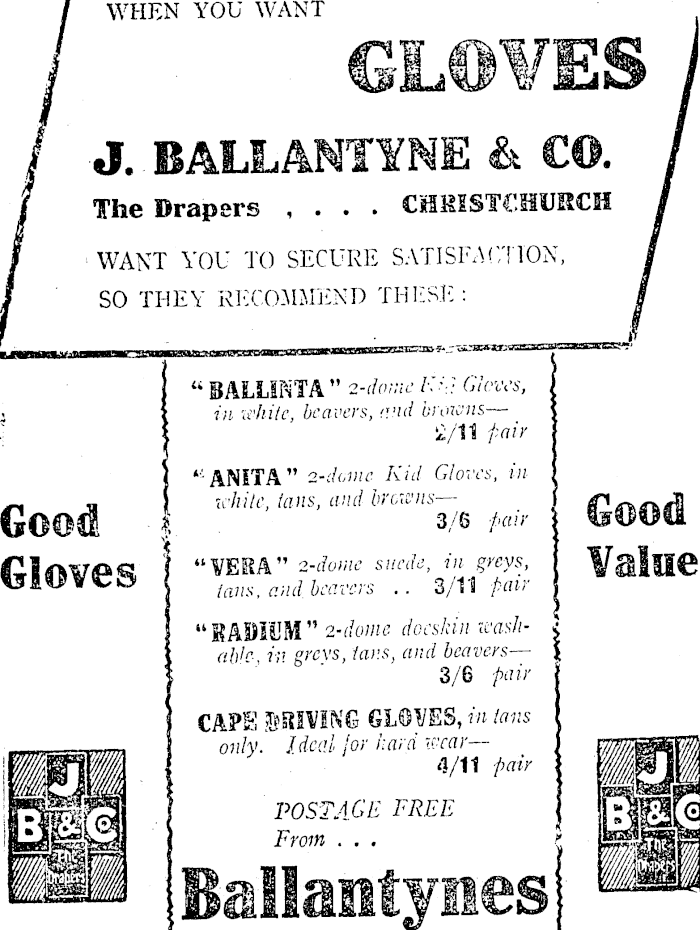 WHEN YOU WANT
GLOVES
J. BALLANTYNE & CO.
The Drapers . . . . CHRISTCHURCH
WANT YOU TO SECURE SATISFACTION,
SO THEY RECOMMEND THESE :
"BALLINTA" 2-dome Kid Gloves,
in white, beavers, and browns—
2/11 pair
"ANITA" 2-dome Kid Gloves, in
white, tans, and browns—
3/6 pair
"VERA" 2-dome suede, in greys,
tans, and beavers .. 3/11 pair
"RADIUM" 2-dome doeskin wash-
able, in greys, tans, and beavers—
3/6 pair
CAPE DRIVING GLOVES, in tans
only. Ideal for hard wear—
4/11 pair
POSTAGE FREE
From . . .
Ballantynes
Good
Gloves
Good
Value
J
B & Co
The
Drapers
J
B & Co
The
Drapers